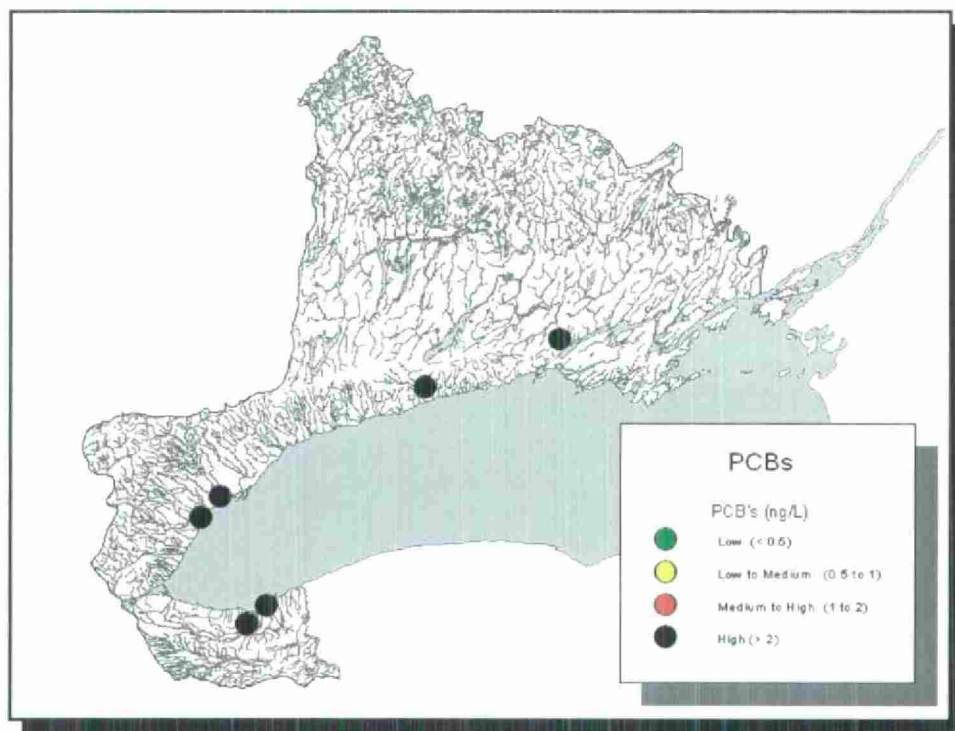 PCBs
PCB's (ng/L)
Low (< 0.5)
Low to Medium (0.5 to 1)
Medium to High (1 to 2)
High (> 2)